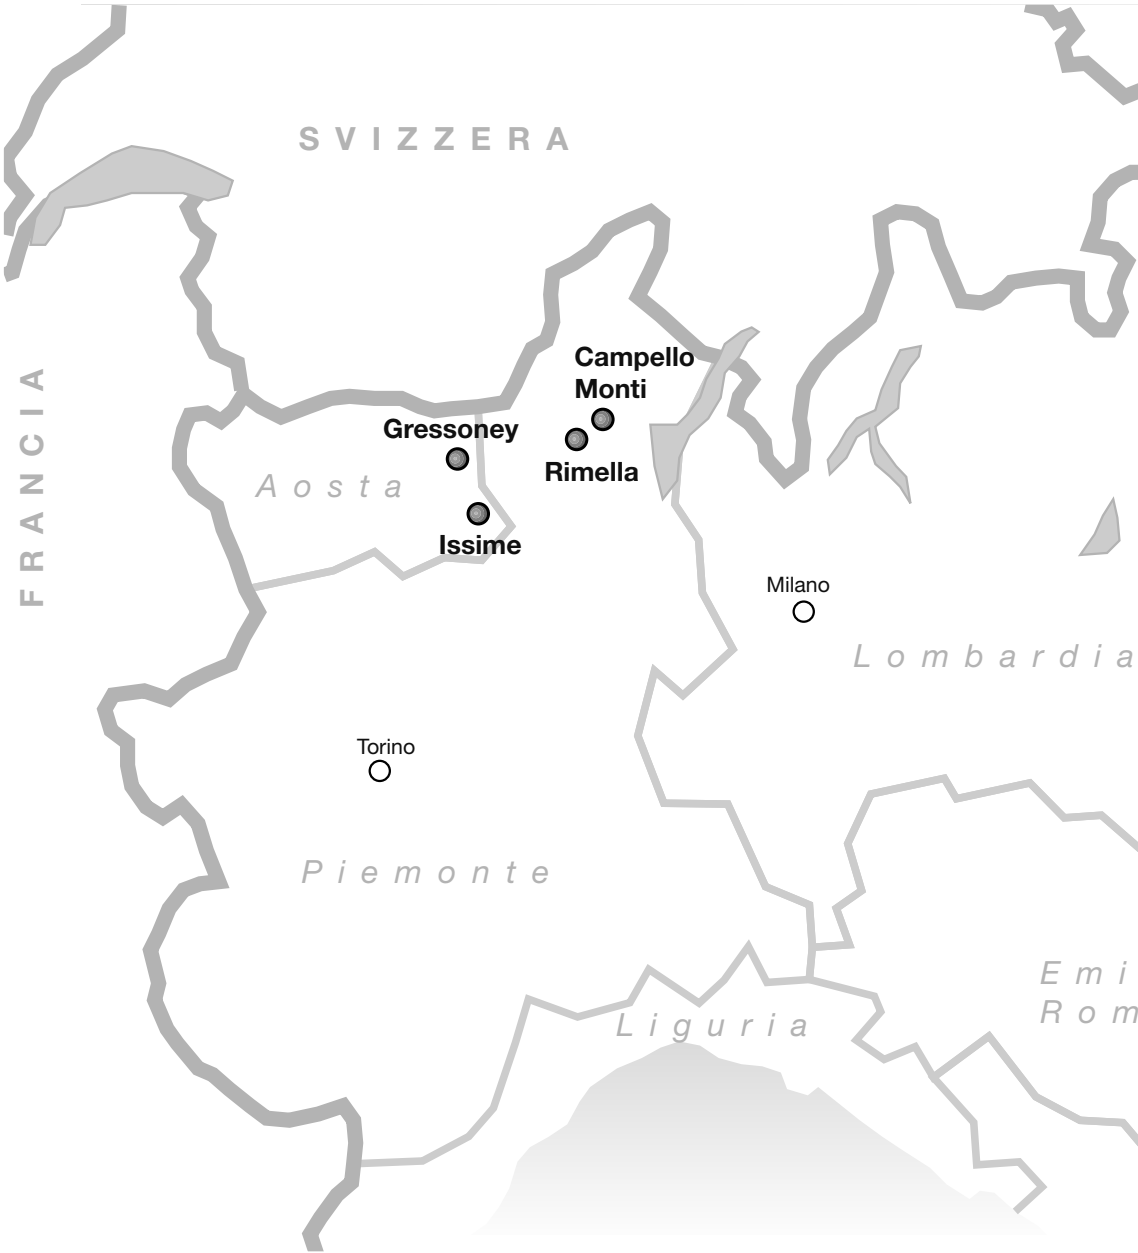 SVIZZERA
FRANCIA
Campello
Monti
Gressoney
Rimella
Aosta
Issime
Milano
Lombardia
Torino
Piemonte
Emi
Rom
Liguria